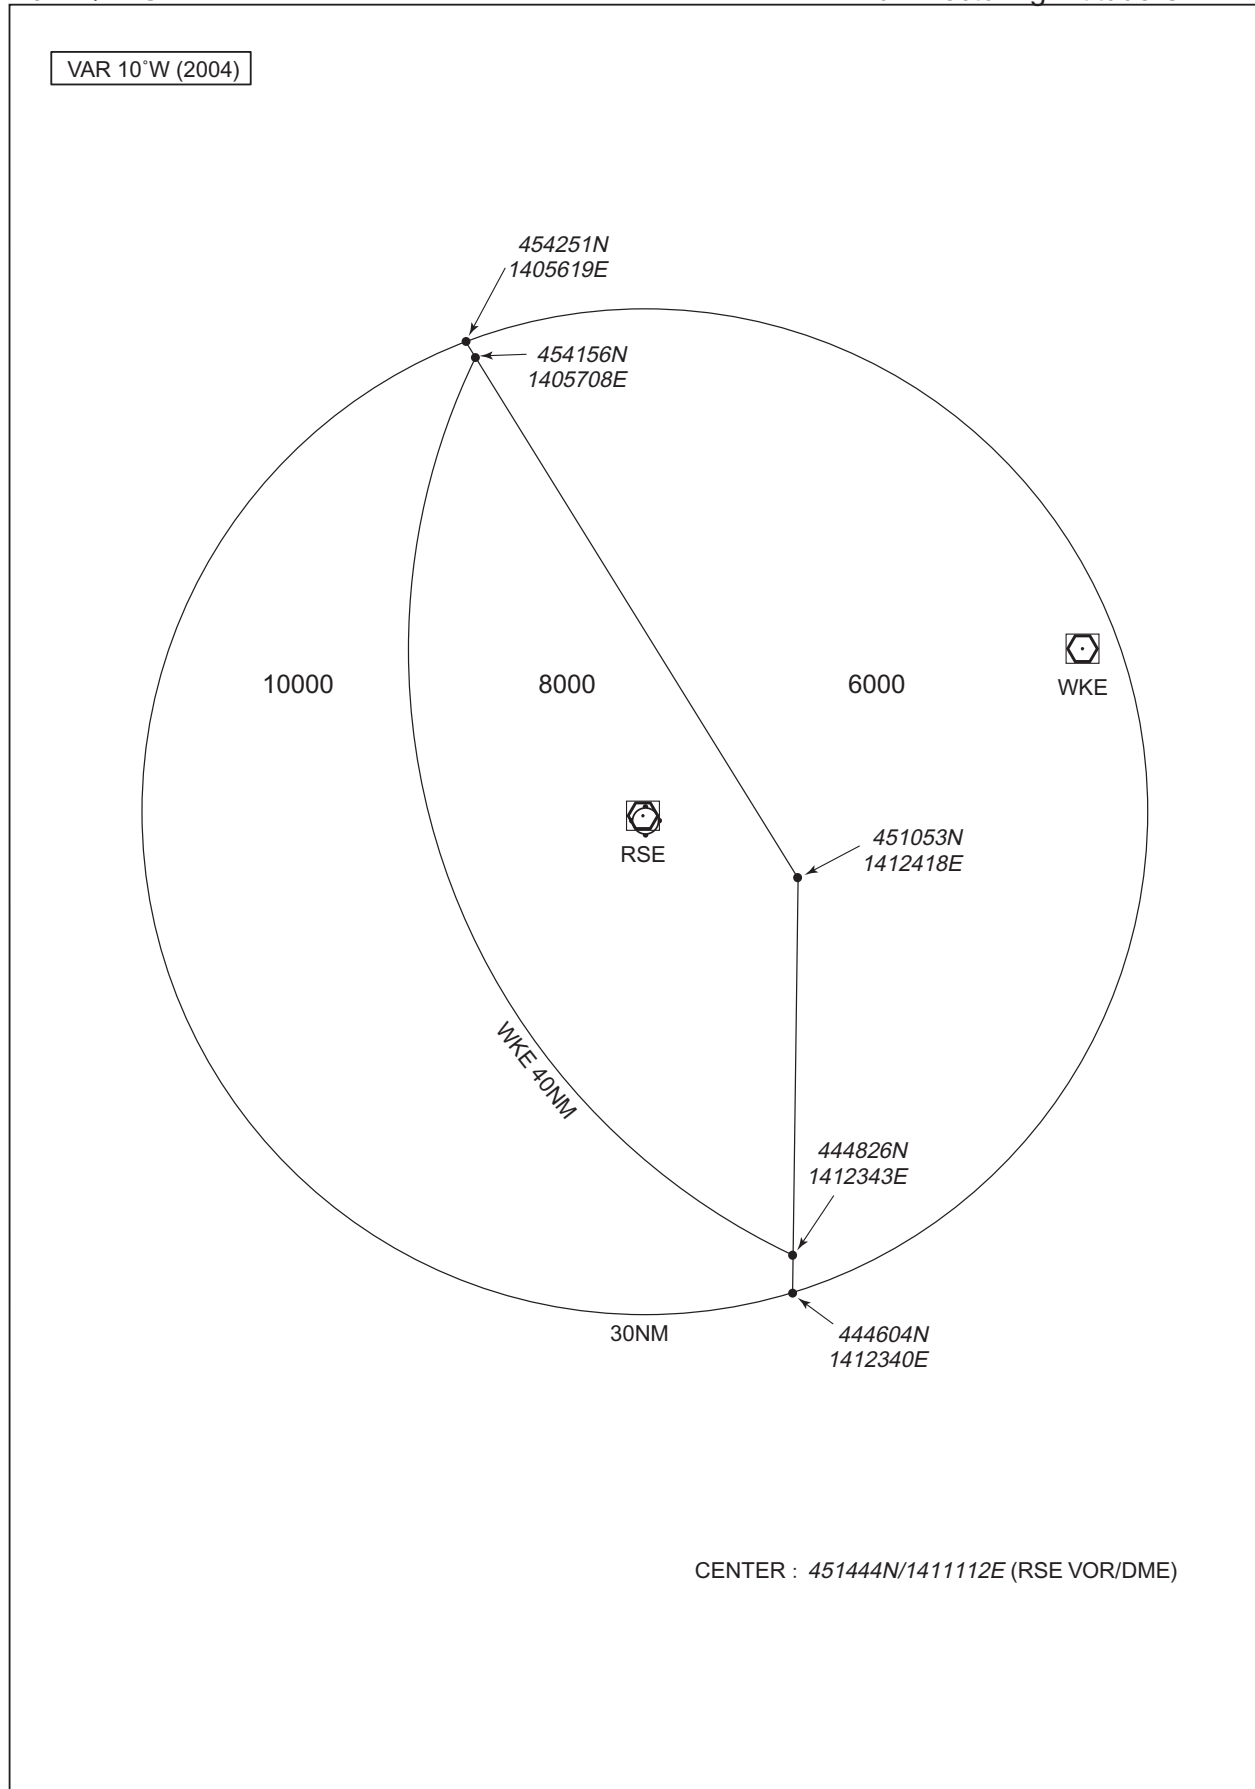 VAR 10°W (2004)
454251N
1405619E
454156N
1405708E
10000
8000
6000
WKE
RSE
451053N
1412418E
WKE 40NM
444826N
1412343E
30NM
444604N
1412340E
CENTER : 451444N/1411112E (RSE VOR/DME)